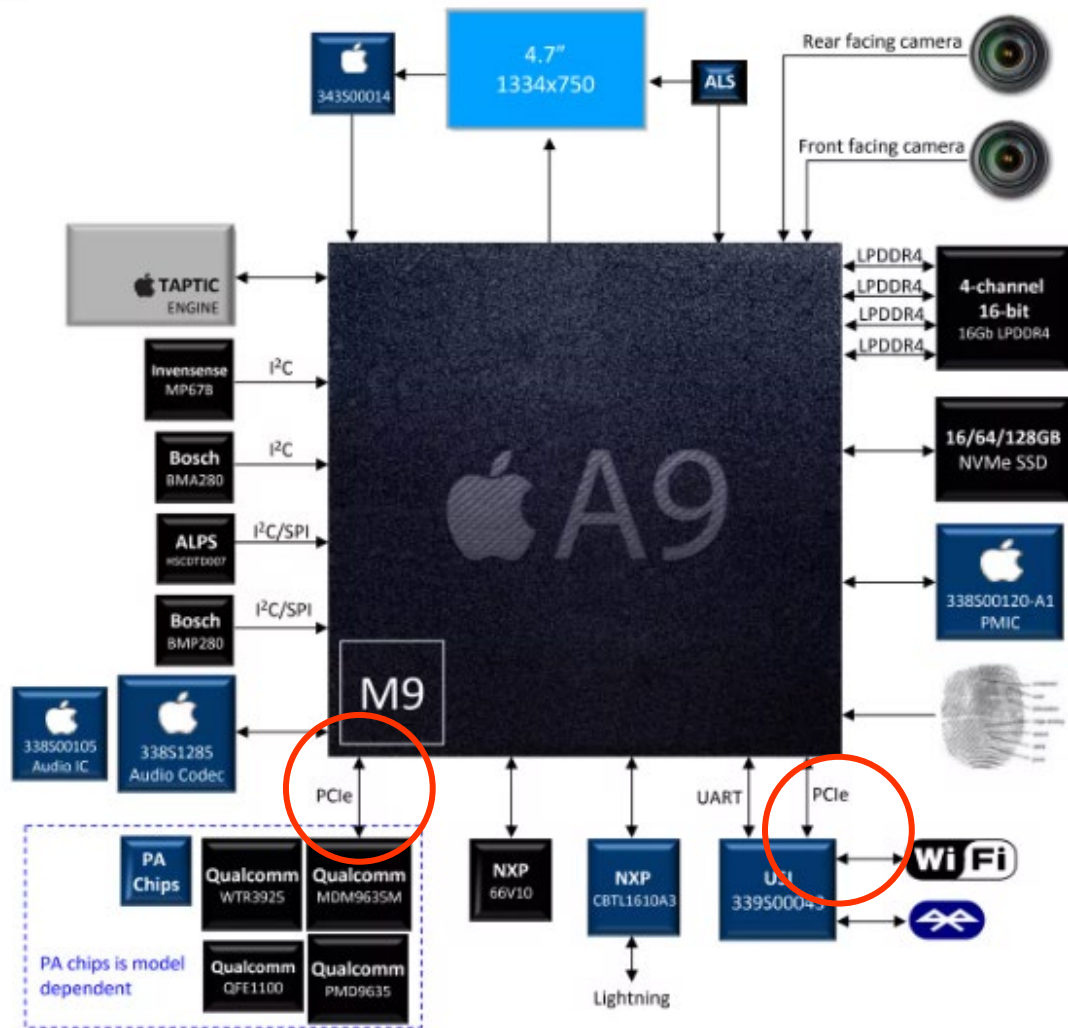 4.7"
1334x750
343S00014
ALS
Rear facing camera
Front facing camera
TAPTIC
ENGINE
LPDDR4
LPDDR4
LPDDR4
LPDDR4
4-channel
16-bit
16Gb LPDDR4
Invensense
MP67B
I²C
Bosch
BMA280
I²C
16/64/128GB
NVMe SSD
A9
ALPS
HSCDTD007
I²C/SPI
Bosch
BMP280
I²C/SPI
338S00120-A1
PMIC
M9
338S00105
Audio IC
338S1285
Audio Codec
PCIe
UART
PCIe
PA
Chips
Qualcomm
WTR3925
Qualcomm
MDM9635M
NXP
66V10
NXP
CBTL1610A3
USI
339S00043
Wi Fi
PA chips is model
dependent
Qualcomm
QFE1100
Qualcomm
PMD9635
Lightning